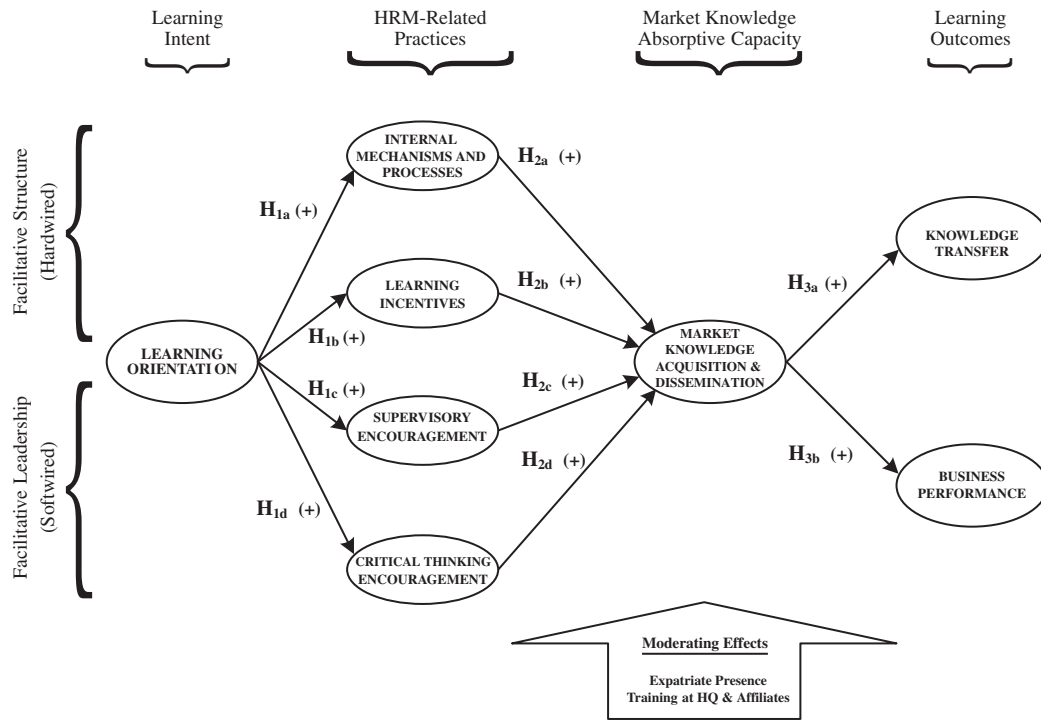 Learning
Intent
HRM-Related
Practices
Market Knowledge
Absorptive Capacity
Learning
Outcomes
Facilitative Structure
(Hardwired)
Facilitative Leadership
(Softwired)
LEARNING
ORIENTATION
H1a (+)
H1b (+)
H1c (+)
H1d (+)
INTERNAL
MECHANISMS AND
PROCESSES
LEARNING
INCENTIVES
SUPERVISORY
ENCOURAGEMENT
CRITICAL THINKING
ENCOURAGEMENT
H2a (+)
H2b (+)
H2c (+)
H2d (+)
MARKET
KNOWLEDGE
ACQUISITION &
DISSEMINATION
H3a (+)
H3b (+)
KNOWLEDGE
TRANSFER
BUSINESS
PERFORMANCE
Moderating Effects
Expatriate Presence
Training at HQ & Affiliates